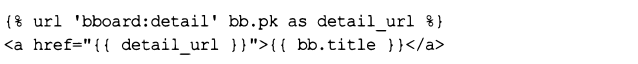 {% url 'bboard:detail' bb.pk as detail_url %}
<a href="{{ detail_url }}">{{ bb.title }}</a>